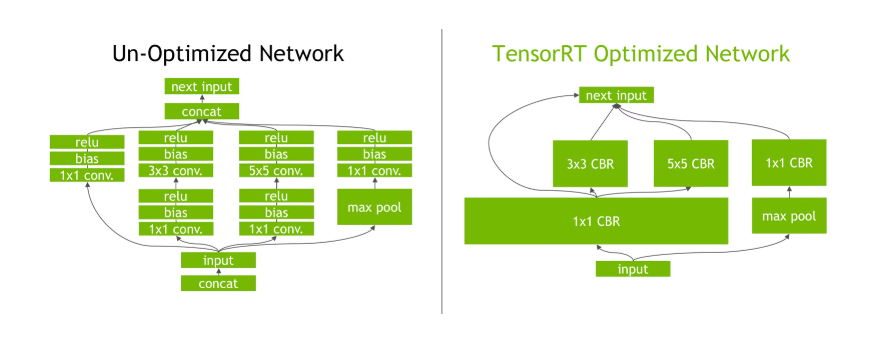 Un-Optimized Network
next input
concat
relu
bias
1x1 conv.
relu
bias
3x3 conv.
relu
bias
1x1 conv.
relu
bias
5x5 conv.
relu
bias
1x1 conv.
relu
bias
1x1 conv.
max pool
input
concat
TensorRT Optimized Network
next input
3x3 CBR
5x5 CBR
1x1 CBR
1x1 CBR
max pool
input